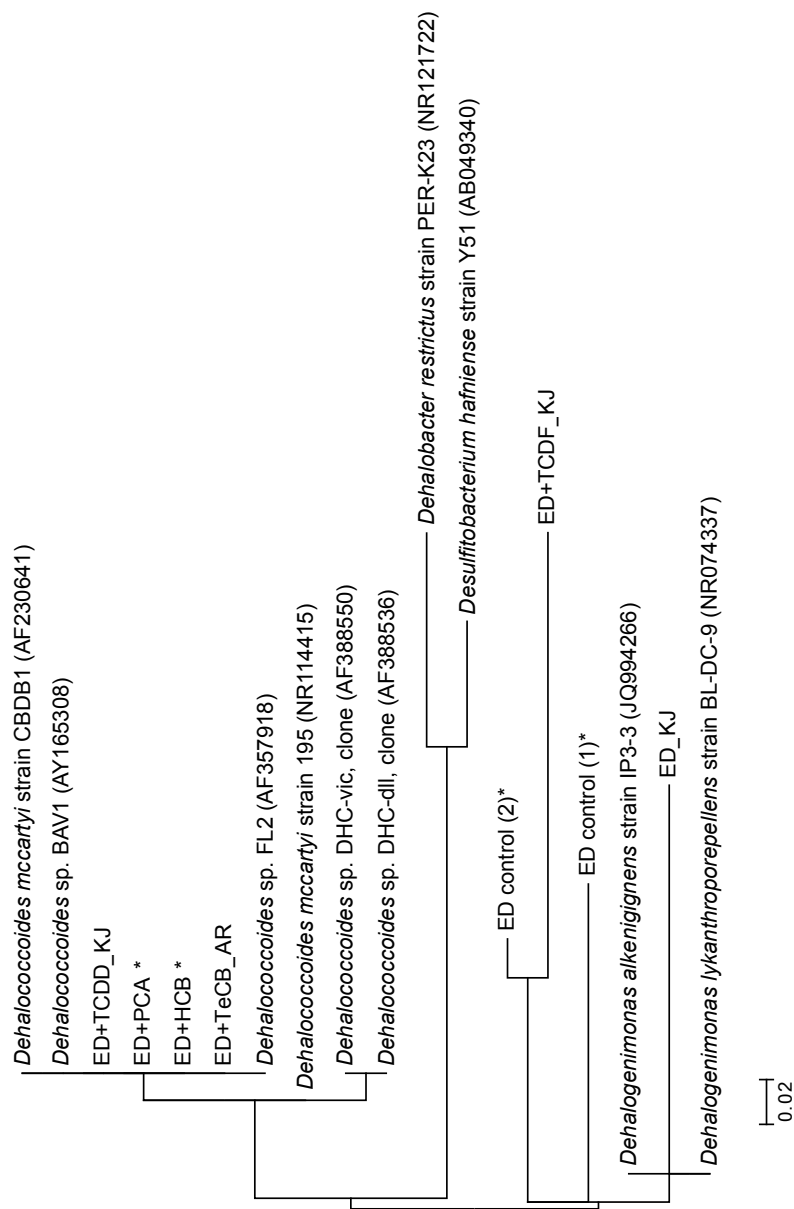 Dehalococcoides mccartyi strain CBDB1 (AF230641)
Dehalococcoides sp. BAV1 (AY165308)
ED+TCDD_KJ
ED+PCA *
ED+HCB *
ED+TeCB_AR
Dehalococcoides sp. FL2 (AF357918)
Dehalococcoides mccartyi strain 195 (NR114415)
Dehalococcoides sp. DHC-vic, clone (AF388550)
Dehalococcoides sp. DHC-dll, clone (AF388536)
Dehalobacter restrictus strain PER-K23 (NR121722)
Desulfitobacterium hafniense strain Y51 (AB049340)
ED control (2)*
ED+TCDF_KJ
ED control (1)*
Dehalogenimonas alkenigignens strain IP3-3 (JQ994266)
ED_KJ
Dehalogenimonas lykanthroporepellens strain BL-DC-9 (NR074337)
0.02